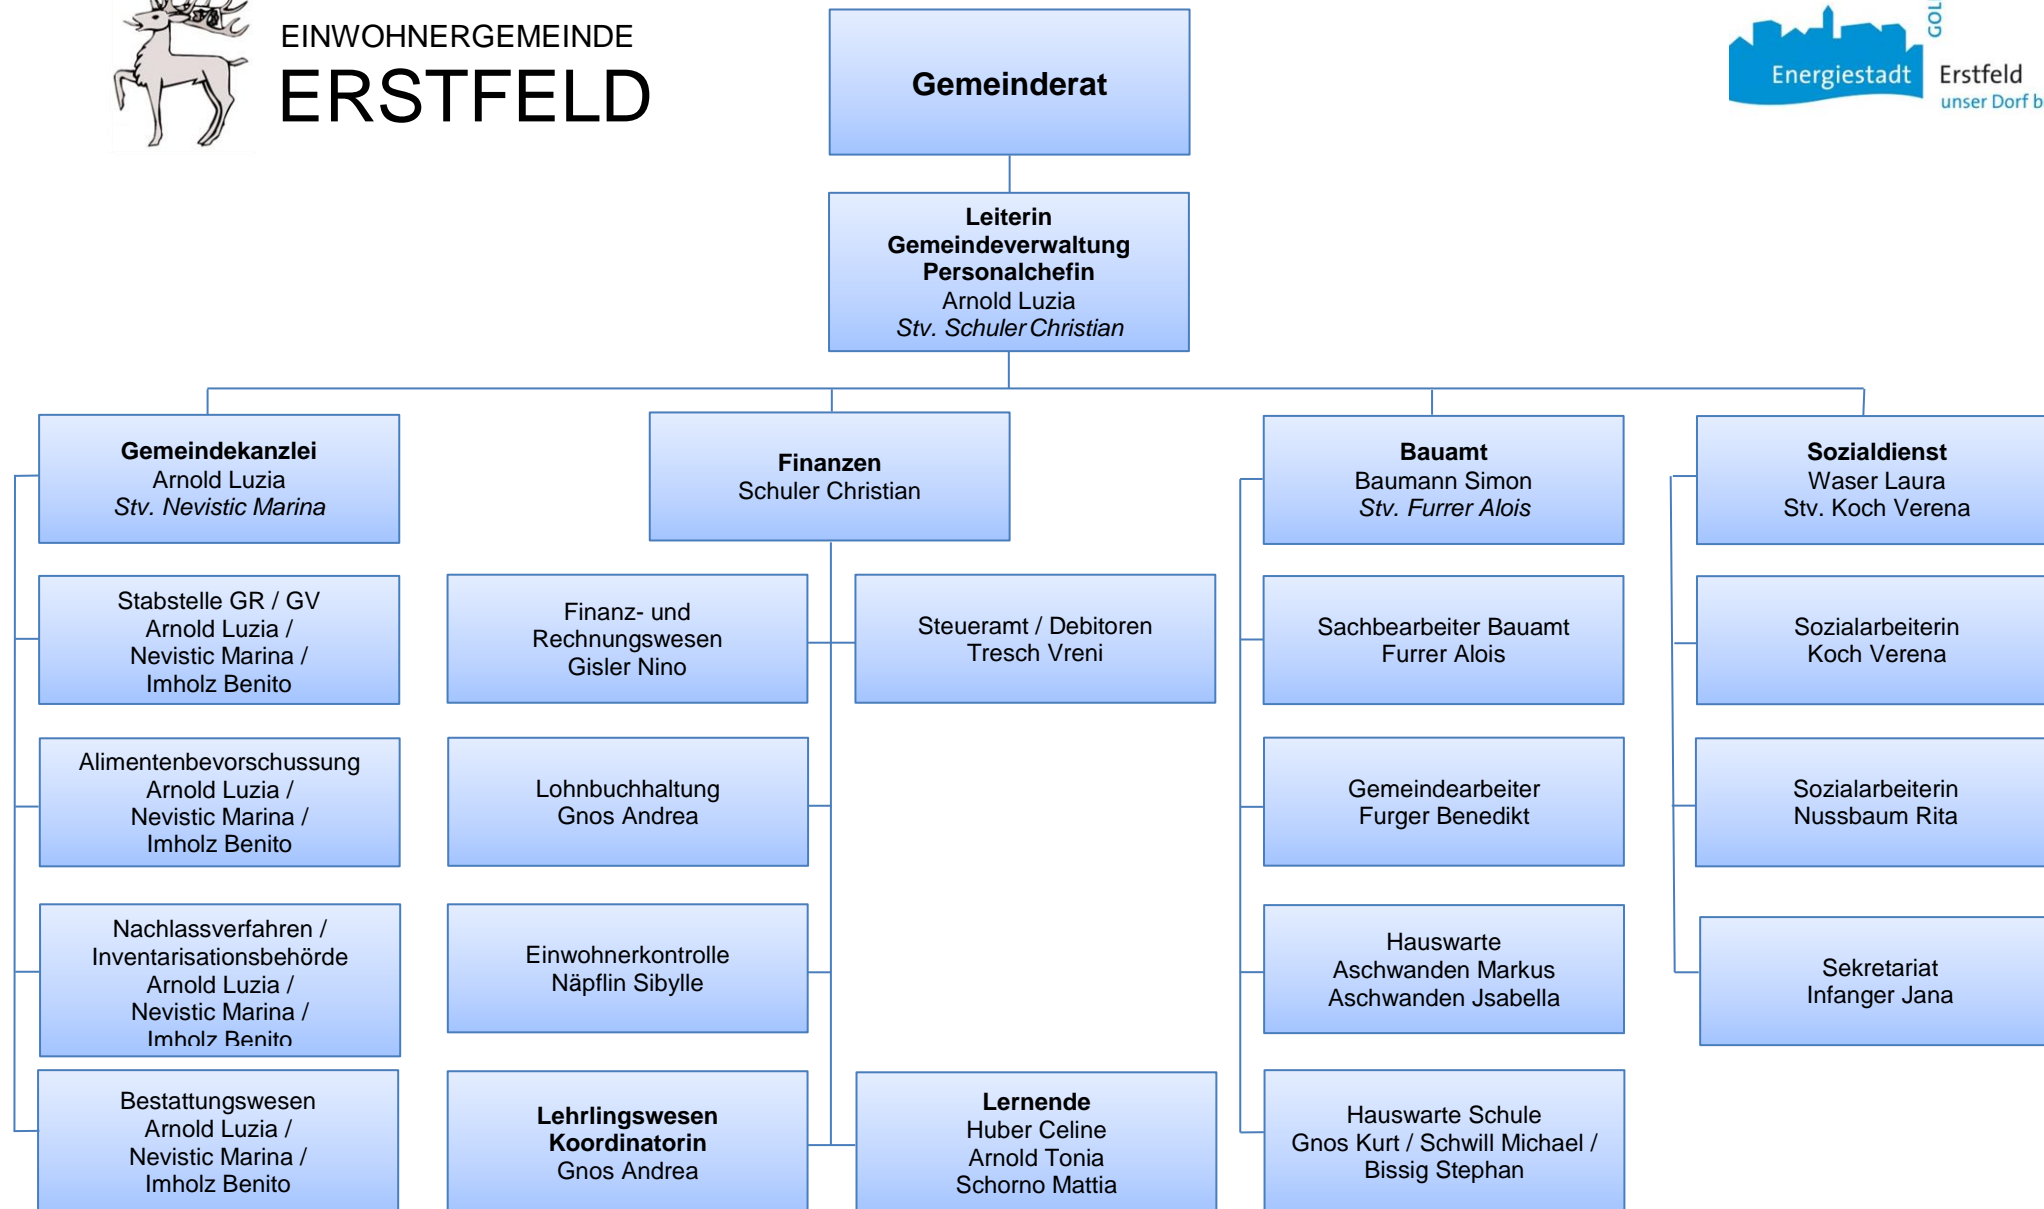 EINWOHNERGEMEINDE
ERSTFELD
Gemeinderat
Energiestadt
Erstfeld
unser Dorf
Leiterin
Gemeindeverwaltung
Personalchefin
Arnold Luzia
Stv. Schuler Christian
Gemeindekanzlei
Arnold Luzia
Stv. Nevistic Marina
Finanzen
Schuler Christian
Bauamt
Baumann Simon
Stv. Furrer Alois
Sozialdienst
Waser Laura
Stv. Koch Verena
Stabstelle GR / GV
Arnold Luzia /
Nevistic Marina /
Imholz Benito
Finanz- und
Rechnungswesen
Gisler Nino
Steueramt / Debitoren
Tresch Vreni
Sachbearbeiter Bauamt
Furrer Alois
Sozialarbeiterin
Koch Verena
Alimentenbevorschussung
Arnold Luzia /
Nevistic Marina /
Imholz Benito
Lohnbuchhaltung
Gnos Andrea
Gemeindearbeiter
Furger Benedikt
Sozialarbeiterin
Nussbaum Rita
Nachlassverfahren /
Inventarisationsbehörde
Arnold Luzia /
Nevistic Marina /
Imholz Benito
Einwohnerkontrolle
Näpflin Sibylle
Hauswarte
Aschwanden Markus
Aschwanden Jsabella
Sekretariat
Infanger Jana
Bestattungswesen
Arnold Luzia /
Nevistic Marina /
Imholz Benito
Lehrlingswesen
Koordinatorin
Gnos Andrea
Lernende
Huber Celine
Arnold Tonia
Schorno Mattia
Hauswarte Schule
Gnos Kurt / Schwill Michael /
Bissig Stephan